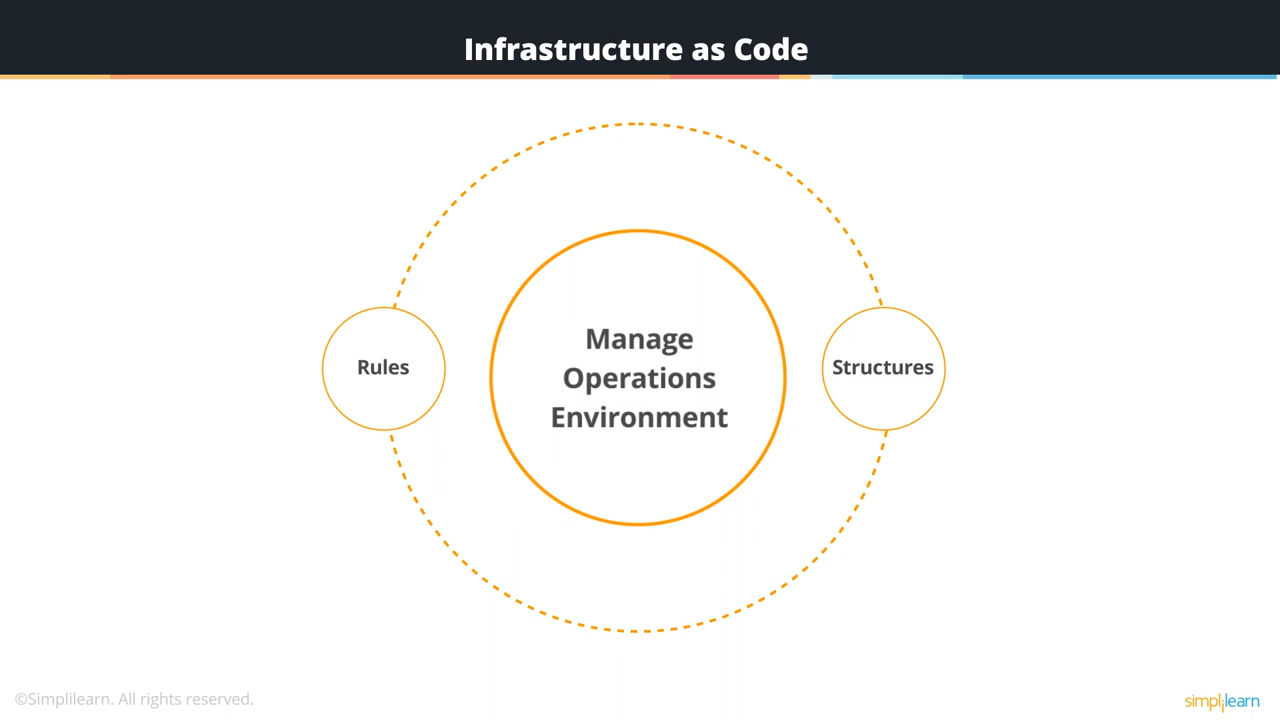 Infrastructure as Code
Rules
Manage
Operations
Environment
Structures
©Simplilearn. All rights reserved.
simplilearn